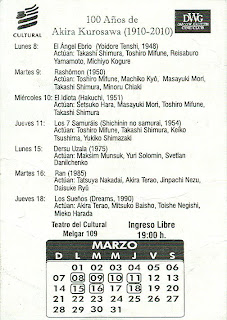 CULTURAL
100 Años de
Akira Kurosawa (1910-2010)
DWG
Lunes 8: El Ángel Ebrio (Yoidore Tenshi, 1948)
Actúan: Takashi Shimura, Toshiro Mifune, Reisaburo
Yamamoto, Michiyo Kogure
Martes 9: Rashômon (1950)
Actúan: Toshiro Mifune, Machiko Kyô, Masayuki Mori,
Takashi Shimura, Minoru Chiaki
Miércoles 10: El Idiota (Hakuchi, 1951)
Actúan: Setsuko Hara, Masayuki Mori, Toshiro Mifune,
Takashi Shimura
Jueves 11: Los 7 Samuráis (Shichinin no samurai, 1954)
Actúan: Toshiro Mifune, Takashi Shimura, Keiko
Tsushima, Yukiko Shimazaki
Lunes 15: Dersu Uzala (1975)
Actúan: Maksim Munsuk, Yuri Solomin, Svetlan
Danilchenko
Martes 16: Ran (1985)
Actúan: Tatsuya Nakadai, Akira Terao, Jinpachi Nezu,
Daisuke Ryû
Jueves 18: Los Sueños (Dreams, 1990)
Actúan: Akira Terao, Mitsuko Baisho, Toishe Negishi,
Mieko Harada
Teatro del Cultural
Melgar 109
Ingreso Libre
19:00 h.
MARZO
D L M M J V S
01 02 03 04 05 06
07 08 09 10 11 12 13
14 15 16 17 18 19 20
21 22 23 24 25 26 27
28 29 30 31